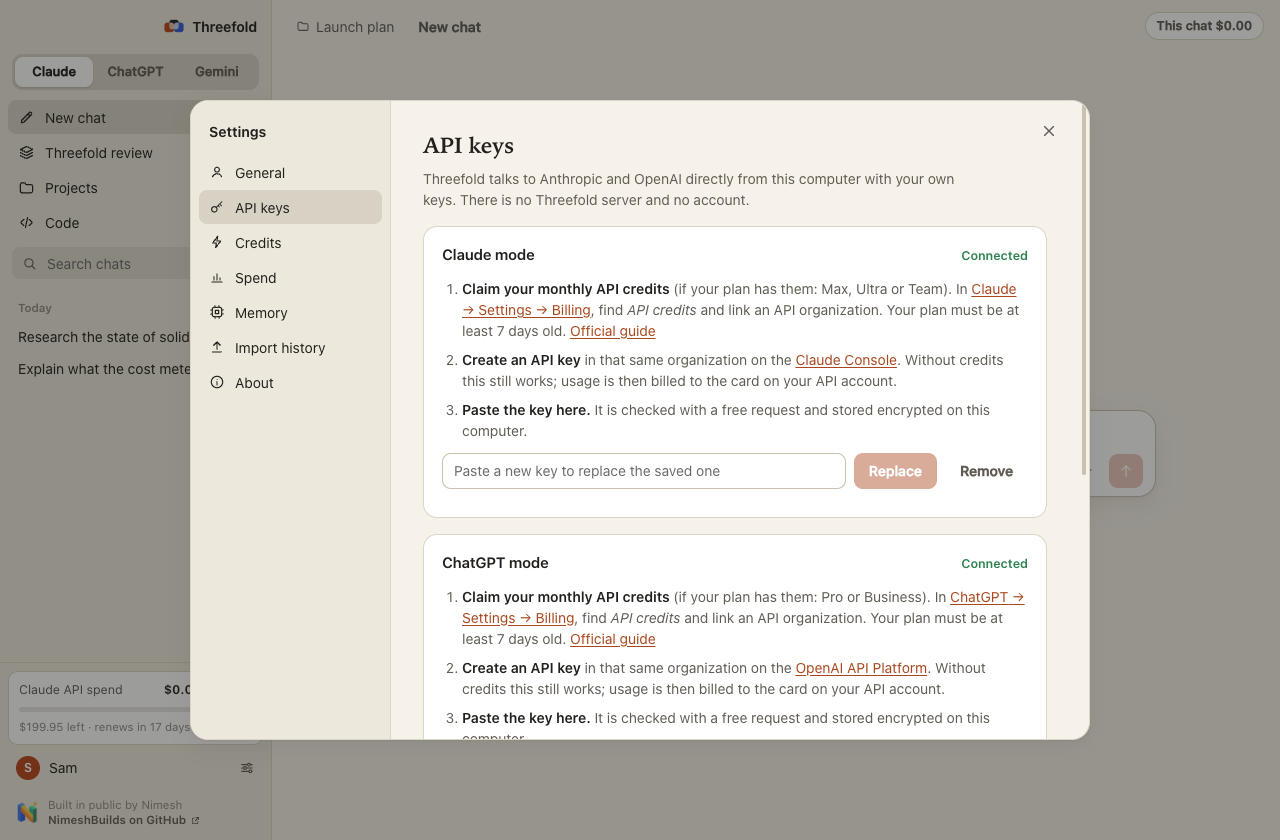 Threefold
Launch plan
New chat
This chat $0.00
Claude
ChatGPT
Gemini
New chat
Threefold review
Projects
Code
Search chats
Today
Research the state of solid
Explain what the cost mete
Claude API spend
$0.0
$199.95 left · renews in 17 days
S
Sam
Built in public by Nimesh
NimeshBuilds on GitHub
Settings
General
API keys
Credits
Spend
Memory
Import history
About
API keys
Threefold talks to Anthropic and OpenAI directly from this computer with your own
keys. There is no Threefold server and no account.
Claude mode
Connected
1. Claim your monthly API credits (if your plan has them: Max, Ultra or Team). In Claude
→ Settings → Billing, find API credits and link an API organization. Your plan must be at
least 7 days old. Official guide
2. Create an API key in that same organization on the Claude Console. Without credits
this still works; usage is then billed to the card on your API account.
3. Paste the key here. It is checked with a free request and stored encrypted on this
computer.
Paste a new key to replace the saved one
Replace
Remove
ChatGPT mode
Connected
1. Claim your monthly API credits (if your plan has them: Pro or Business). In ChatGPT →
Settings → Billing, find API credits and link an API organization. Your plan must be at
least 7 days old. Official guide
2. Create an API key in that same organization on the OpenAI API Platform. Without
credits this still works; usage is then billed to the card on your API account.
3. Paste the key here. It is checked with a free request and stored encrypted on this
computer.